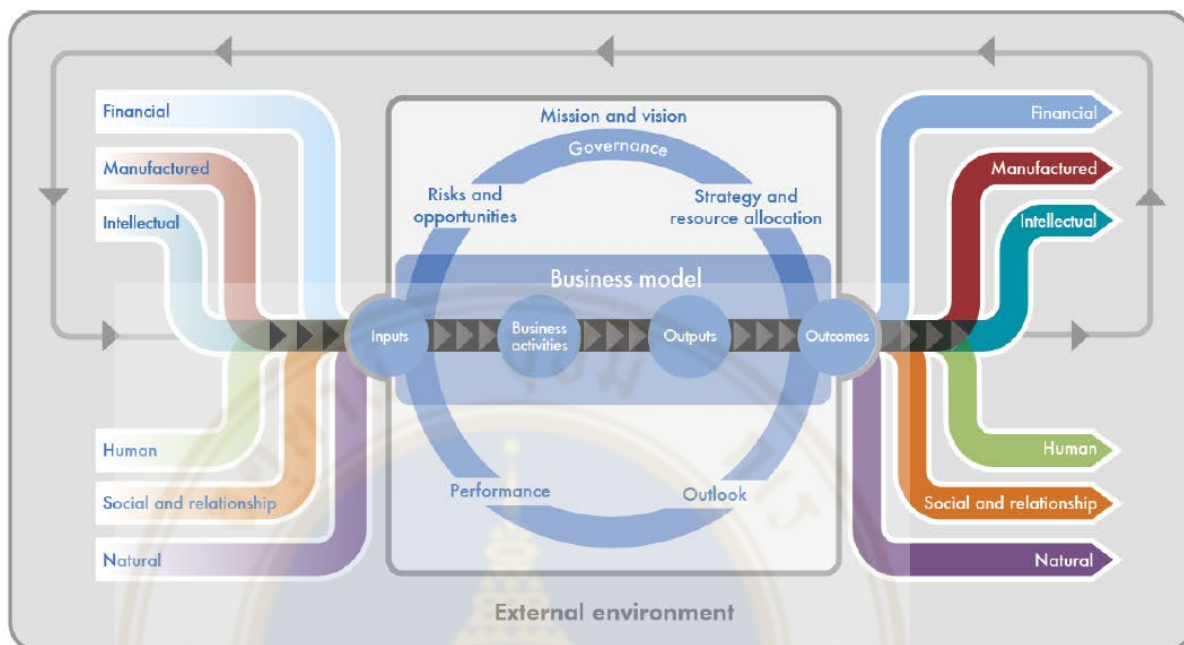 Financial
Manufactured
Intellectual
Human
Social and relationship
Natural
Mission and vision
Governance
Risks and
opportunities
Strategy and
resource allocation
Business model
Inputs
Business
activities
Outputs
Outcomes
Performance
Outlook
Financial
Manufactured
Intellectual
Human
Social and relationship
Natural
External environment